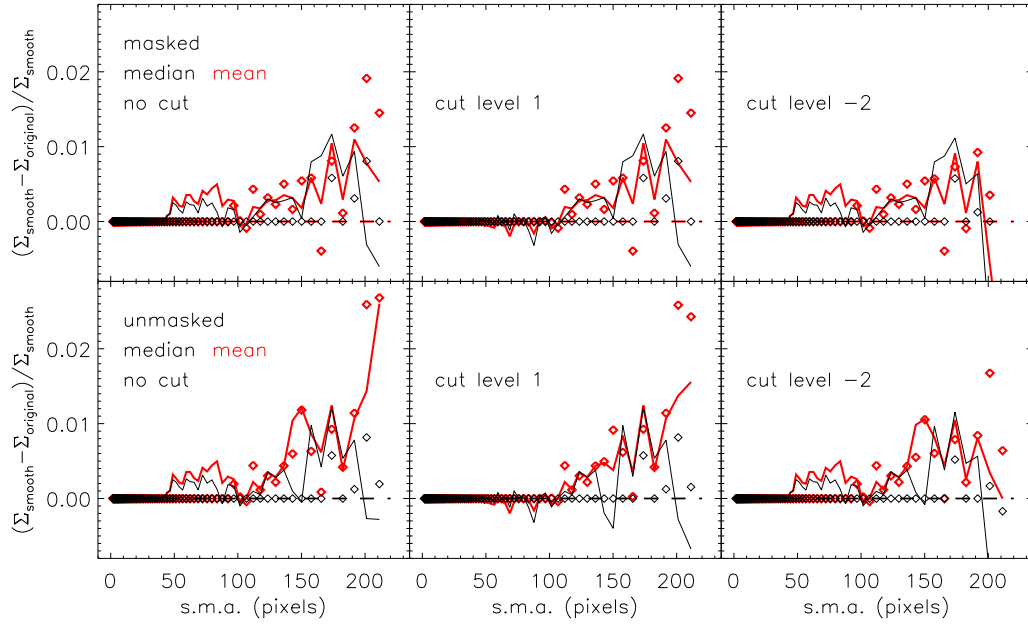 (Σsmooth−Σoriginal)/Σsmooth
0.02
0.01
0.00
masked
median mean
no cut
cut level 1
cut level −2
(Σsmooth−Σoriginal)/Σsmooth
0.02
0.01
0.00
unmasked
median mean
no cut
cut level 1
cut level −2
0 50 100 150 200
0 50 100 150 200
0 50 100 150 200
s.m.a. (pixels)
s.m.a. (pixels)
s.m.a. (pixels)